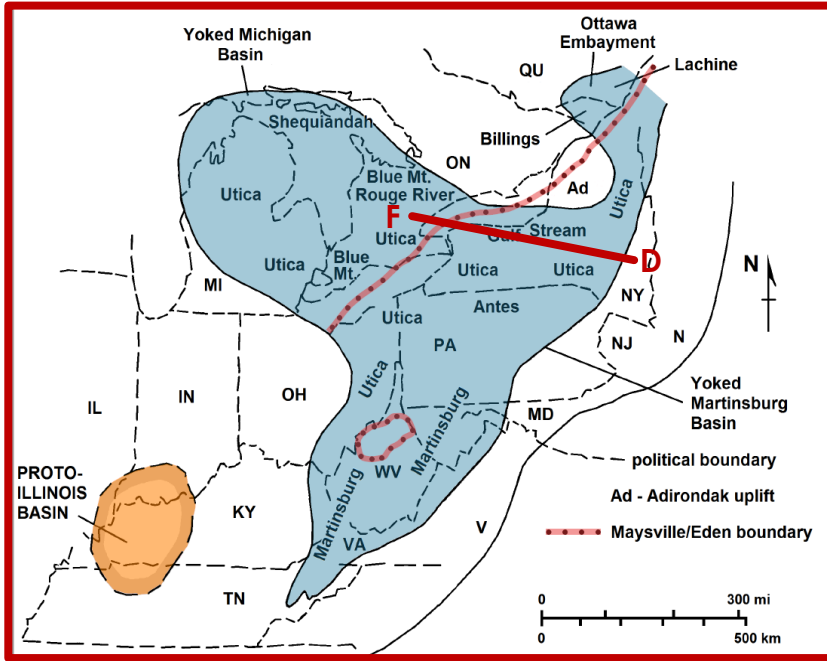 Yoked Michigan
Basin
Ottawa
Embayment
QU
Lachine
Shequiandah
Billings
ON
Blue Mt.
Rouge River
Ad
Utica
Utica
F
Utica
Gulf Stream
Utica
Blue
Mt.
Utica
Utica
D
N
MI
Utica
Antes
NY
PA
NJ
N
Utica
Yoked
Martinsburg
Basin
IL
IN
OH
MD
Martinsburg
political boundary
WV
PROTO-
ILLINOIS
BASIN
Ad - Adirondak uplift
KY
Martinsburg
V
Maysville/Eden boundary
VA
TN
0 300 mi
0 500 km